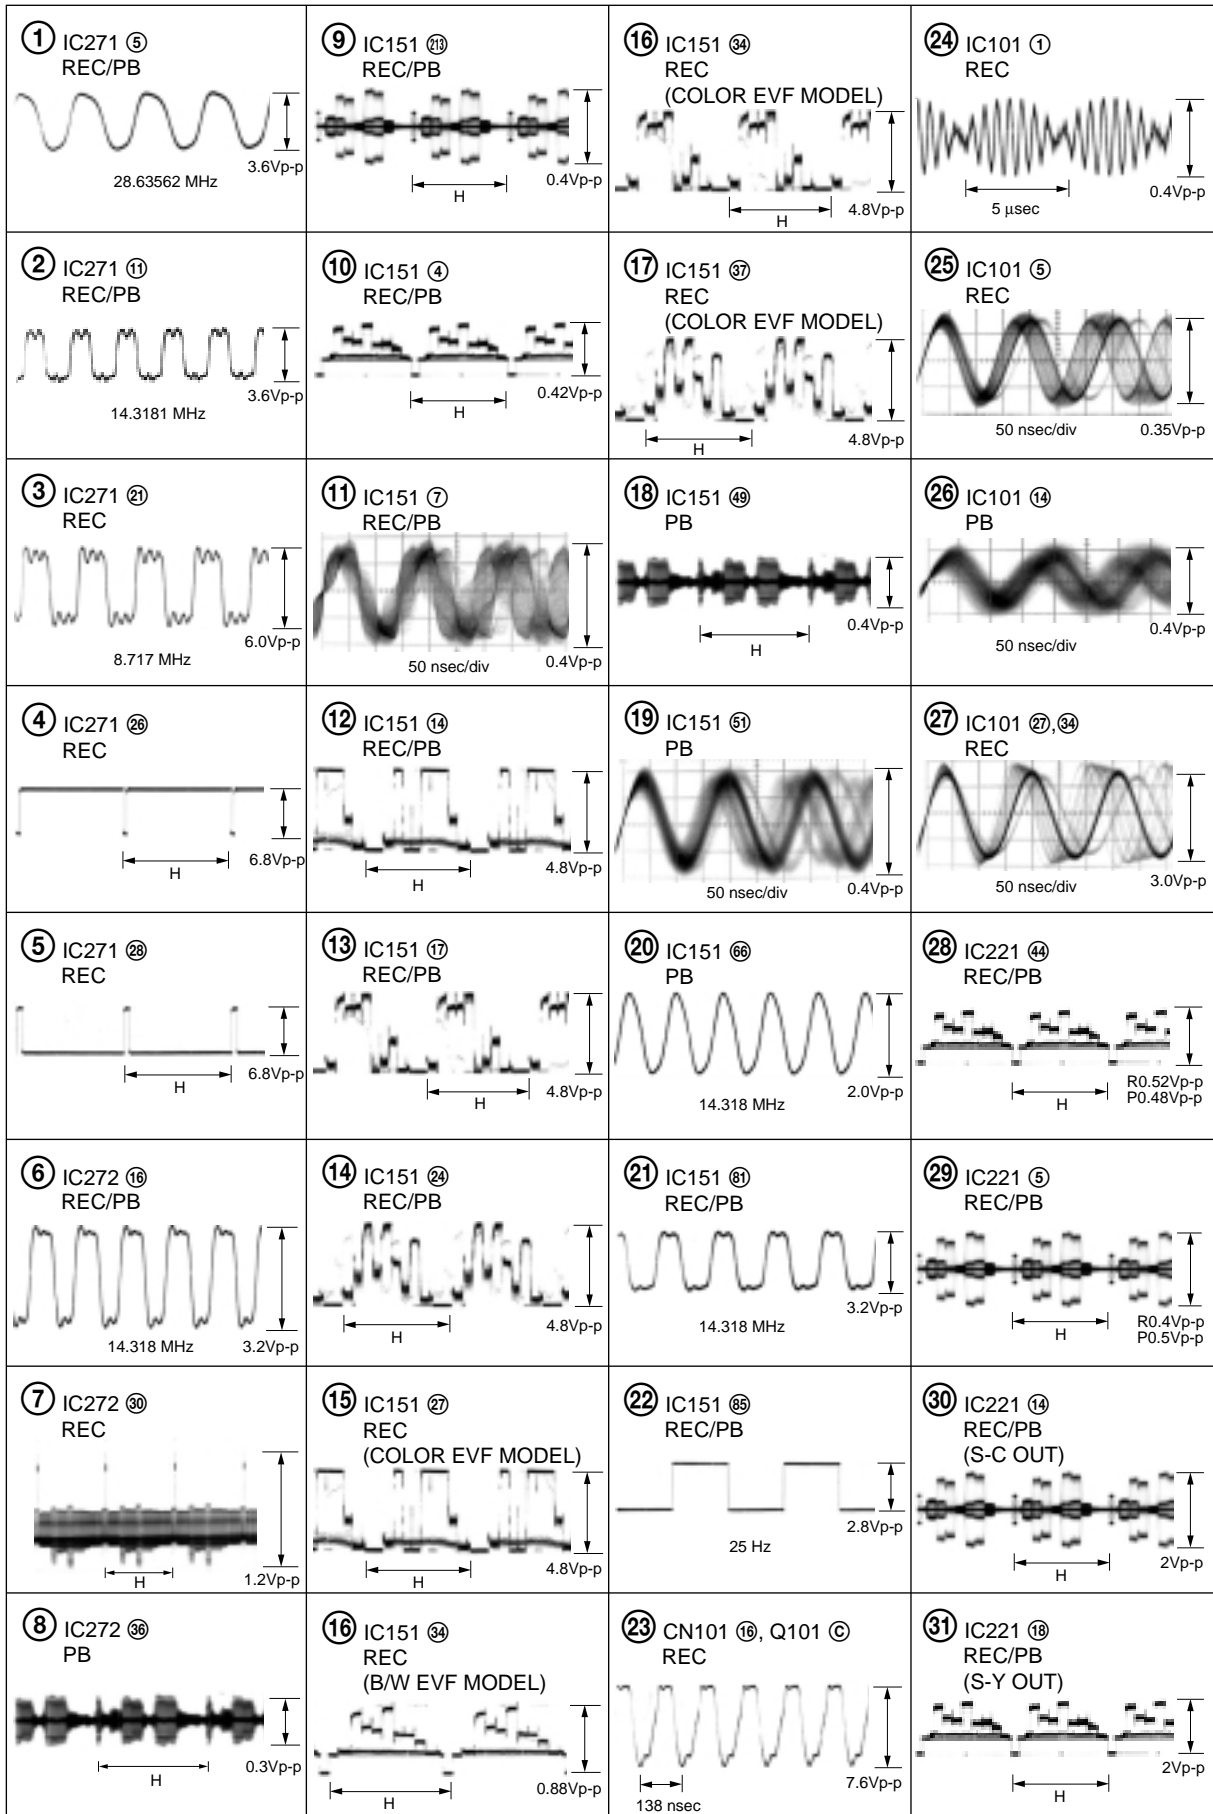 ① IC271 ⑤
REC/PB
3.6Vp-p
28.63562 MHz
② IC271 ⑪
REC/PB
3.6Vp-p
14.3181 MHz
③ IC271 ㉑
REC
6.0Vp-p
8.717 MHz
④ IC271 ㉖
REC
6.8Vp-p
H
⑤ IC271 ㉘
REC
6.8Vp-p
H
⑥ IC272 ⑯
REC/PB
14.318 MHz
3.2Vp-p
⑦ IC272 ㉚
REC
H
1.2Vp-p
⑧ IC272 ㊱
PB
H
0.3Vp-p
⑨ IC151 (213)
REC/PB
0.4Vp-p
H
⑩ IC151 ④
REC/PB
0.42Vp-p
H
⑪ IC151 ⑦
REC/PB
50 nsec/div
0.4Vp-p
⑫ IC151 ⑭
REC/PB
4.8Vp-p
H
⑬ IC151 ⑰
REC/PB
4.8Vp-p
H
⑭ IC151 ㉔
REC/PB
4.8Vp-p
H
⑮ IC151 ㉗
REC
(COLOR EVF MODEL)
4.8Vp-p
H
⑯ IC151 ㉞
REC
(B/W EVF MODEL)
0.88Vp-p
H
⑯ IC151 ㉞
REC
(COLOR EVF MODEL)
4.8Vp-p
H
⑰ IC151 ㊲
REC
(COLOR EVF MODEL)
4.8Vp-p
H
⑱ IC151 ㊾
PB
0.4Vp-p
H
⑲ IC151 (51)
PB
50 nsec/div
0.4Vp-p
⑳ IC151 (66)
PB
14.318 MHz
2.0Vp-p
㉑ IC151 (81)
REC/PB
3.2Vp-p
14.318 MHz
㉒ IC151 (85)
REC/PB
2.8Vp-p
25 Hz
㉓ CN101 ⑯, Q101 Ⓒ
REC
7.6Vp-p
138 nsec
㉔ IC101 ①
REC
0.4Vp-p
5 µsec
㉕ IC101 ⑤
REC
50 nsec/div
0.35Vp-p
㉖ IC101 ⑭
PB
0.4Vp-p
50 nsec/div
㉗ IC101 ㉗,㉞
REC
50 nsec/div
3.0Vp-p
㉘ IC221 ㊹
REC/PB
R0.52Vp-p
P0.48Vp-p
H
㉙ IC221 ⑤
REC/PB
R0.4Vp-p
P0.5Vp-p
H
㉚ IC221 ⑭
REC/PB
(S-C OUT)
2Vp-p
H
㉛ IC221 ⑱
REC/PB
(S-Y OUT)
2Vp-p
H